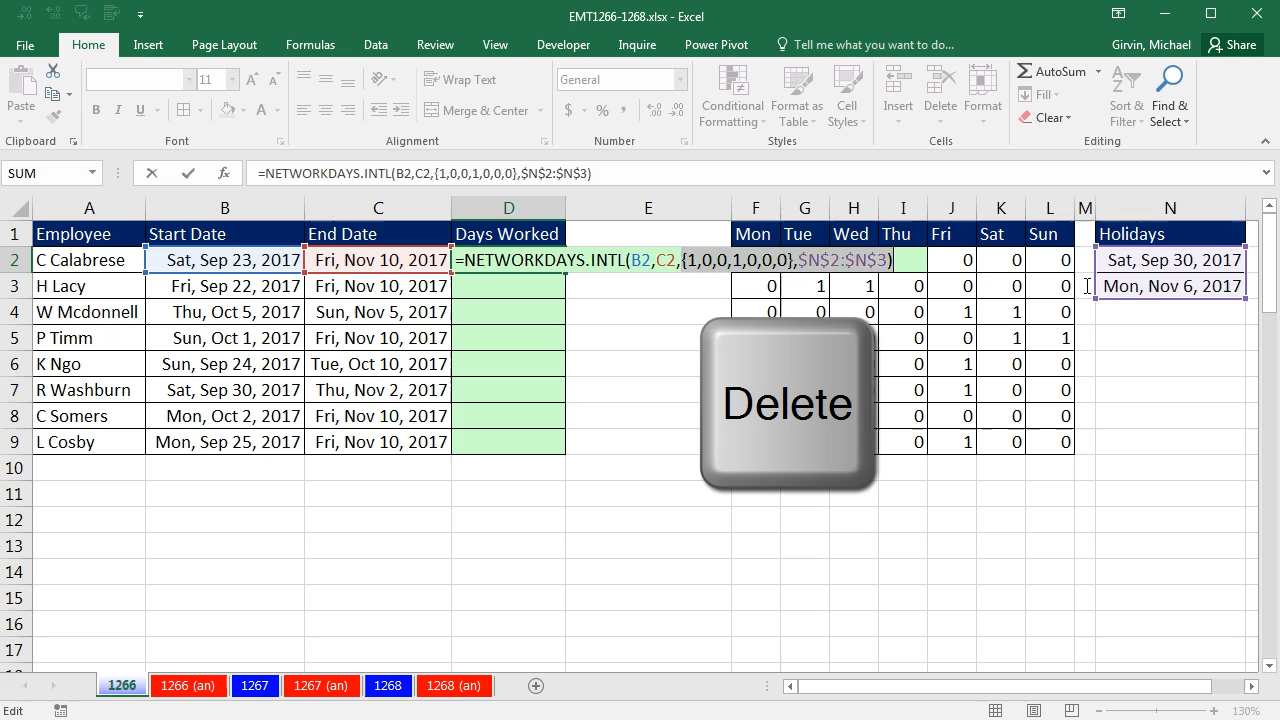 EMT1266-1268.xlsx - Excel
File Home Insert Page Layout Formulas Data Review View Developer Inquire Power Pivot Tell me what you want to do... Girvin, Michael Share
Paste
11 A A
Wrap Text
General
B I U A
Merge & Center
$ % ,
Conditional Formatting
Format as Table
Cell Styles
Insert
Delete
Format
AutoSum
Fill
Clear
Sort & Filter
Find & Select
Clipboard Font Alignment Number Styles Cells Editing
SUM fx =NETWORKDAYS.INTL(B2,C2,{1,0,0,1,0,0,0},$N$2:$N$3)
A B C D E F G H I J K L M N
1 Employee Start Date End Date Days Worked Mon Tue Wed Thu Fri Sat Sun Holidays
2 C Calabrese Sat, Sep 23, 2017 Fri, Nov 10, 2017 =NETWORKDAYS.INTL(B2,C2,{1,0,0,1,0,0,0},$N$2:$N$3) 0 0 0 Sat, Sep 30, 2017
3 H Lacy Fri, Sep 22, 2017 Fri, Nov 10, 2017 0 1 1 0 0 0 0 Mon, Nov 6, 2017
4 W Mcdonnell Thu, Oct 5, 2017 Sun, Nov 5, 2017 0 0 0 0 1 1 0
5 P Timm Sun, Oct 1, 2017 Fri, Nov 10, 2017 0 0 1 1
6 K Ngo Sun, Sep 24, 2017 Tue, Oct 10, 2017 0 1 0 0
7 R Washburn Sat, Sep 30, 2017 Thu, Nov 2, 2017 0 1 0 0
8 C Somers Mon, Oct 2, 2017 Fri, Nov 10, 2017 0 0 0 0
9 L Cosby Mon, Sep 25, 2017 Fri, Nov 10, 2017 0 1 0 0
Delete
10
11
12
13
14
15
16
17
1266 1266 (an) 1267 1267 (an) 1268 1268 (an)
Edit 130%